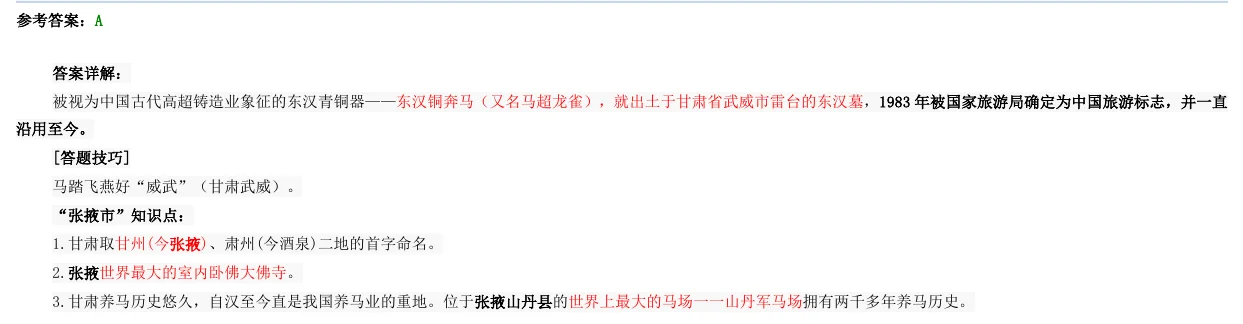 参考答案：A
答案详解：
被视为中国古代高超铸造业象征的东汉青铜器——东汉铜奔马（又名马超龙雀），就出土于甘肃省武威市雷台的东汉墓，1983 年被国家旅游局确定为中国旅游标志，并一直
沿用至今。
[答题技巧]
马踏飞燕好“威武”（甘肃武威）。
“张掖市”知识点：
1.甘肃取甘州(今张掖)、肃州(今酒泉)二地的首字命名。
2.张掖世界最大的室内卧佛大佛寺。
3.甘肃养马历史悠久，自汉至今直是我国养马业的重地。位于张掖山丹县的世界上最大的马场一一山丹军马场拥有两千多年养马历史。